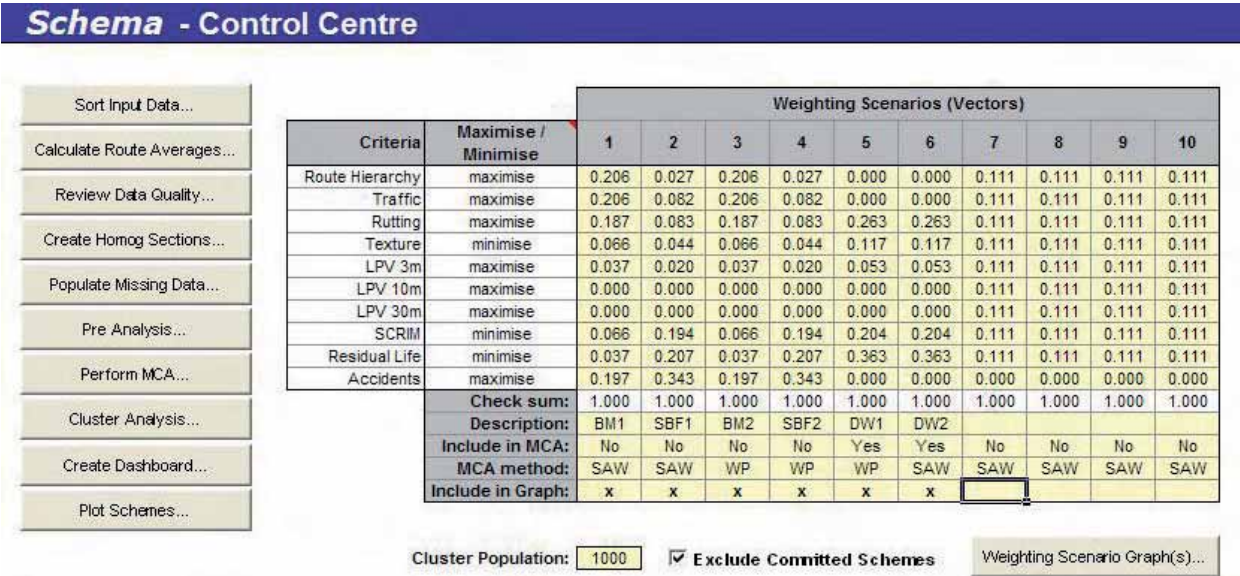 Schema - Control Centre
Sort Input Data...
Calculate Route Averages...
Review Data Quality...
Create Homog Sections...
Populate Missing Data...
Pre Analysis...
Perform MCA...
Cluster Analysis...
Create Dashboard...
Plot Schemes...
Weighting Scenarios (Vectors)
Criteria Maximise / Minimise 1 2 3 4 5 6 7 8 9 10
Route Hierarchy maximise 0.206 0.027 0.206 0.027 0.000 0.000 0.111 0.111 0.111 0.111
Traffic maximise 0.206 0.082 0.206 0.082 0.000 0.000 0.111 0.111 0.111 0.111
Rutting maximise 0.187 0.083 0.187 0.083 0.263 0.263 0.111 0.111 0.111 0.111
Texture minimise 0.066 0.044 0.066 0.044 0.117 0.117 0.111 0.111 0.111 0.111
LPV 3m maximise 0.037 0.020 0.037 0.020 0.053 0.053 0.111 0.111 0.111 0.111
LPV 10m maximise 0.000 0.000 0.000 0.000 0.000 0.000 0.111 0.111 0.111 0.111
LPV 30m maximise 0.000 0.000 0.000 0.000 0.000 0.000 0.111 0.111 0.111 0.111
SCRIM minimise 0.066 0.194 0.066 0.194 0.204 0.204 0.111 0.111 0.111 0.111
Residual Life minimise 0.037 0.207 0.037 0.207 0.363 0.363 0.111 0.111 0.111 0.111
Accidents maximise 0.197 0.343 0.197 0.343 0.000 0.000 0.000 0.000 0.000 0.000
Check sum: 1.000 1.000 1.000 1.000 1.000 1.000 1.000 1.000 1.000 1.000
Description: BM1 SBF1 BM2 SBF2 DW1 DW2
Include in MCA: No No No No Yes Yes No No No No
MCA method: SAW SAW WP WP WP SAW SAW SAW SAW SAW
Include in Graph: x x x x x x
Cluster Population: 1000 Exclude Committed Schemes Weighting Scenario Graph(s)...